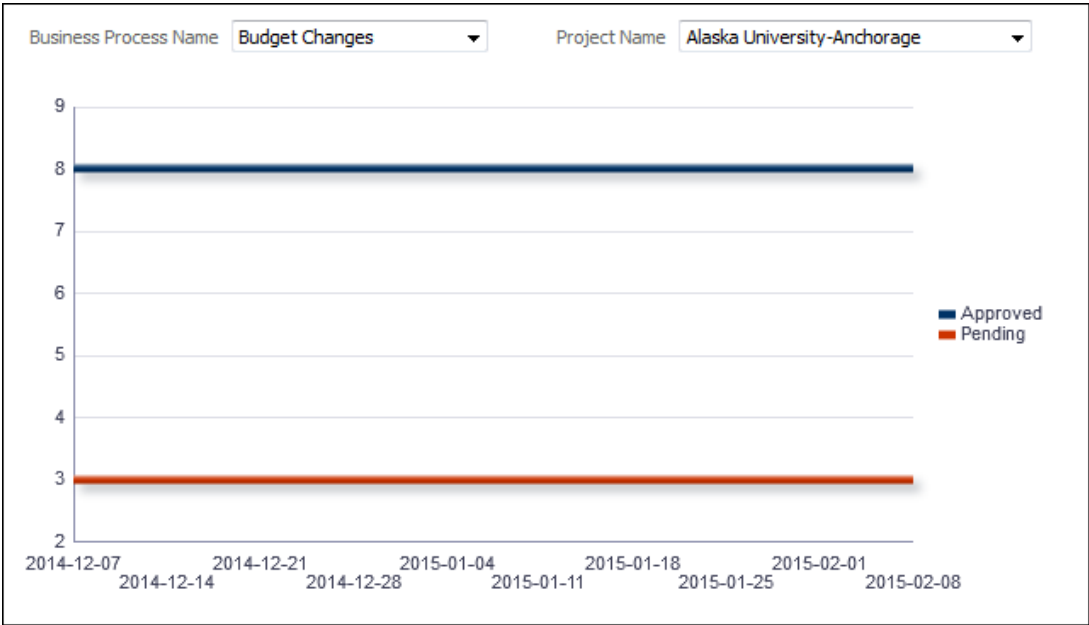 Business Process Name Budget Changes Project Name Alaska University-Anchorage
9
8
7
6
5
4
3
2
Approved
Pending
2014-12-07 2014-12-21 2015-01-04 2015-01-18 2015-02-01
2014-12-14 2014-12-28 2015-01-11 2015-01-25 2015-02-08